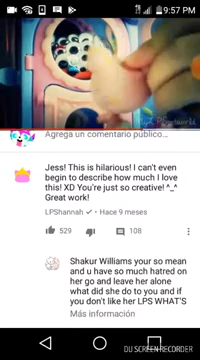 9:57 PM
Agrega un comentario público...
Jess! This is hilarious! I can't even
begin to describe how much I love
this! XD You're just so creative! ^_^
Great work!
LPShannah ✓ • Hace 9 meses
529
108
Shakur Williams your so mean
and u have so much hatred on
her go and leave her alone
what did she do to you and if
you don't like her LPS WHAT'S
Más información
DU SCREEN RECORDER